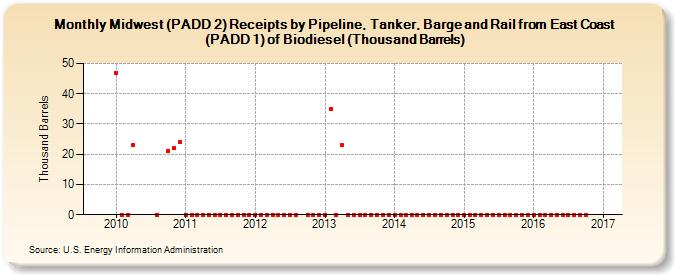 Monthly Midwest (PADD 2) Receipts by Pipeline, Tanker, Barge and Rail from East Coast
(PADD 1) of Biodiesel (Thousand Barrels)
Thousand Barrels
50
40
30
20
10
0
2010 2011 2012 2013 2014 2015 2016 2017
Source: U.S. Energy Information Administration